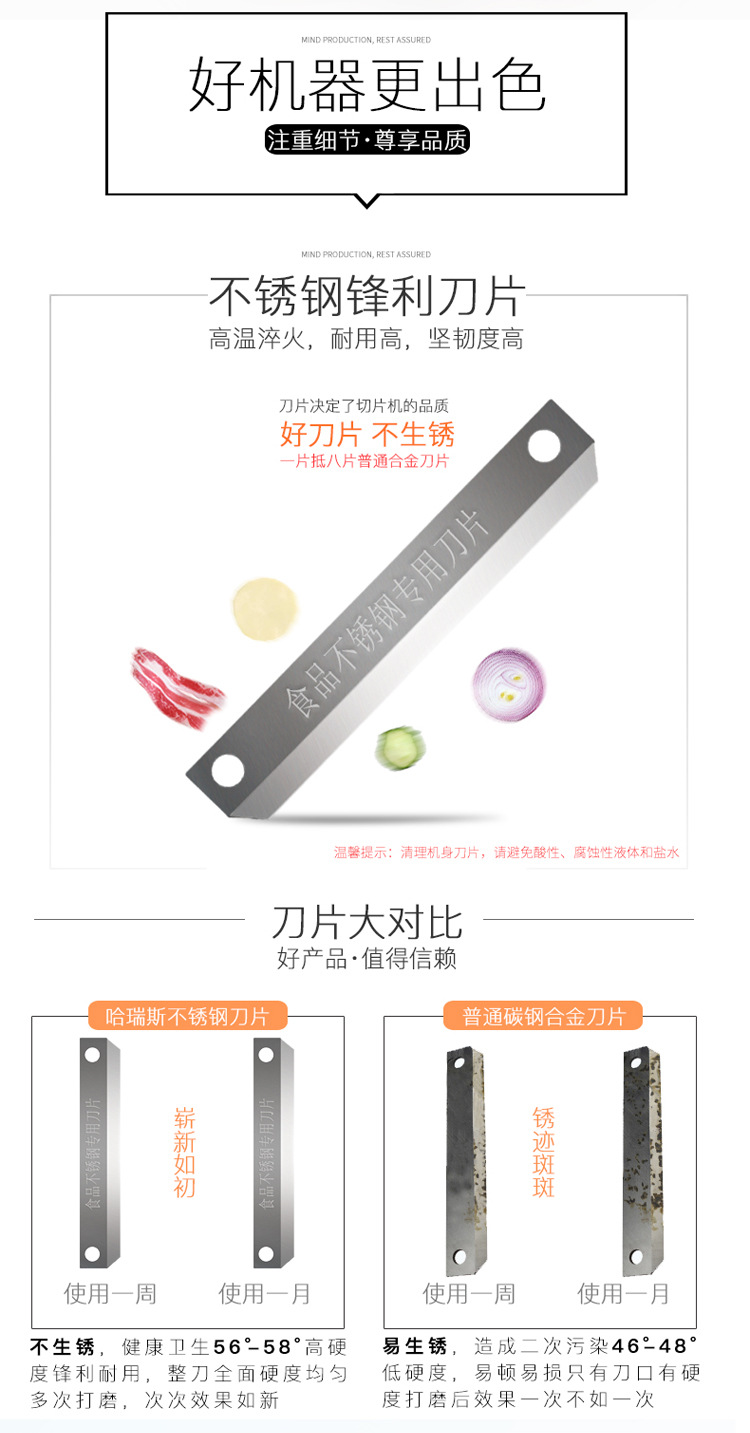 MIND PRODUCTION, REST ASSURED
好机器更出色
注重细节·尊享品质
MIND PRODUCTION, REST ASSURED
不锈钢锋利刀片
高温淬火，耐用高，坚韧度高
刀片决定了切片机的品质
好刀片 不生锈
一片抵八片普通合金刀片
食品不锈钢专用刀片
温馨提示：清理机身刀片，请避免酸性、腐蚀性液体和盐水
刀片大对比
好产品·值得信赖
哈瑞斯不锈钢刀片
食品不锈钢专用刀片
崭新如初
食品不锈钢专用刀片
使用一周
使用一月
不生锈，健康卫生56°-58°高硬
度锋利耐用，整刀全面硬度均匀
多次打磨，次次效果如新
普通碳钢合金刀片
锈迹斑斑
使用一周
使用一月
易生锈，造成二次污染46°-48°
低硬度，易顿易损只有刀口有硬
度打磨后效果一次不如一次